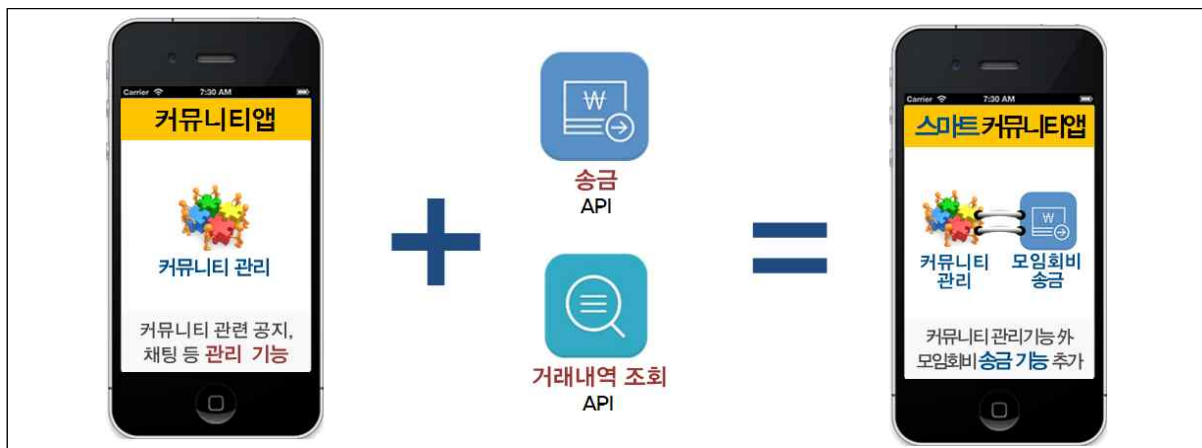 Carrier 7:30 AM
커뮤니티앱
커뮤니티 관리
커뮤니티 관련 공지,
채팅 등 관리 기능
₩
송금
API
거래내역 조회
API
Carrier 7:30 AM
스마트커뮤니티앱
₩
커뮤니티 모임회비
관리 송금
커뮤니티 관리기능 外
모임회비 송금 기능 추가